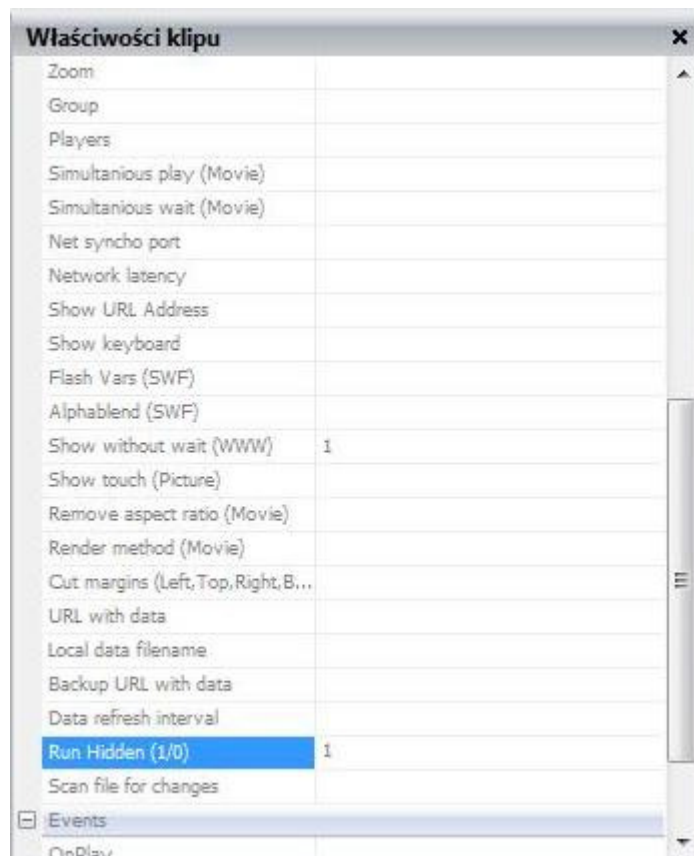 Właściwości klipu
Zoom
Group
Players
Simultanious play (Movie)
Simultanious wait (Movie)
Net syncho port
Network latency
Show URL Address
Show keyboard
Flash Vars (SWF)
Alphablend (SWF)
Show without wait (WWW) 1
Show touch (Picture)
Remove aspect ratio (Movie)
Render method (Movie)
Cut margins (Left,Top,Right,B...
URL with data
Local data filename
Backup URL with data
Data refresh interval
Run Hidden (1/0) 1
Scan file for changes
Events
OnPlay